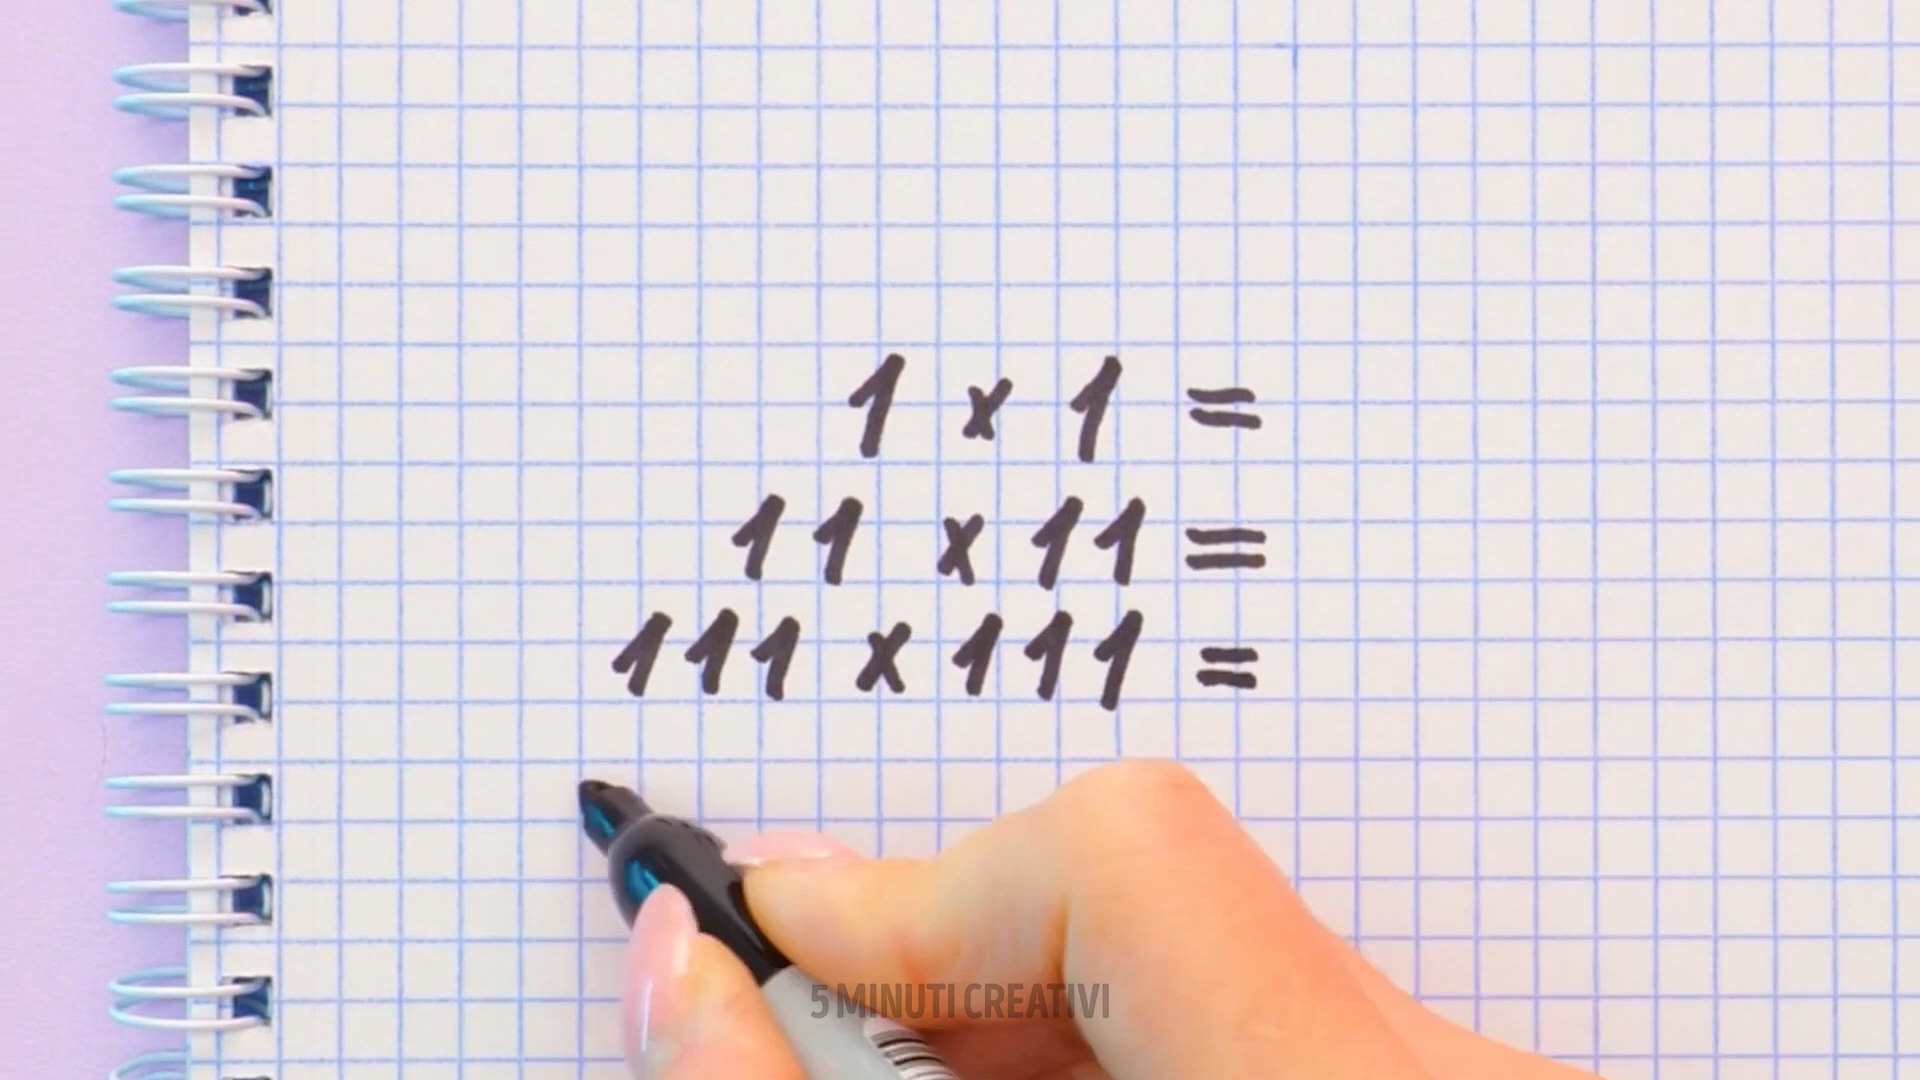 1 x 1 =
11 x 11 =
111 x 111 =
5 MINUTI CREATIVI